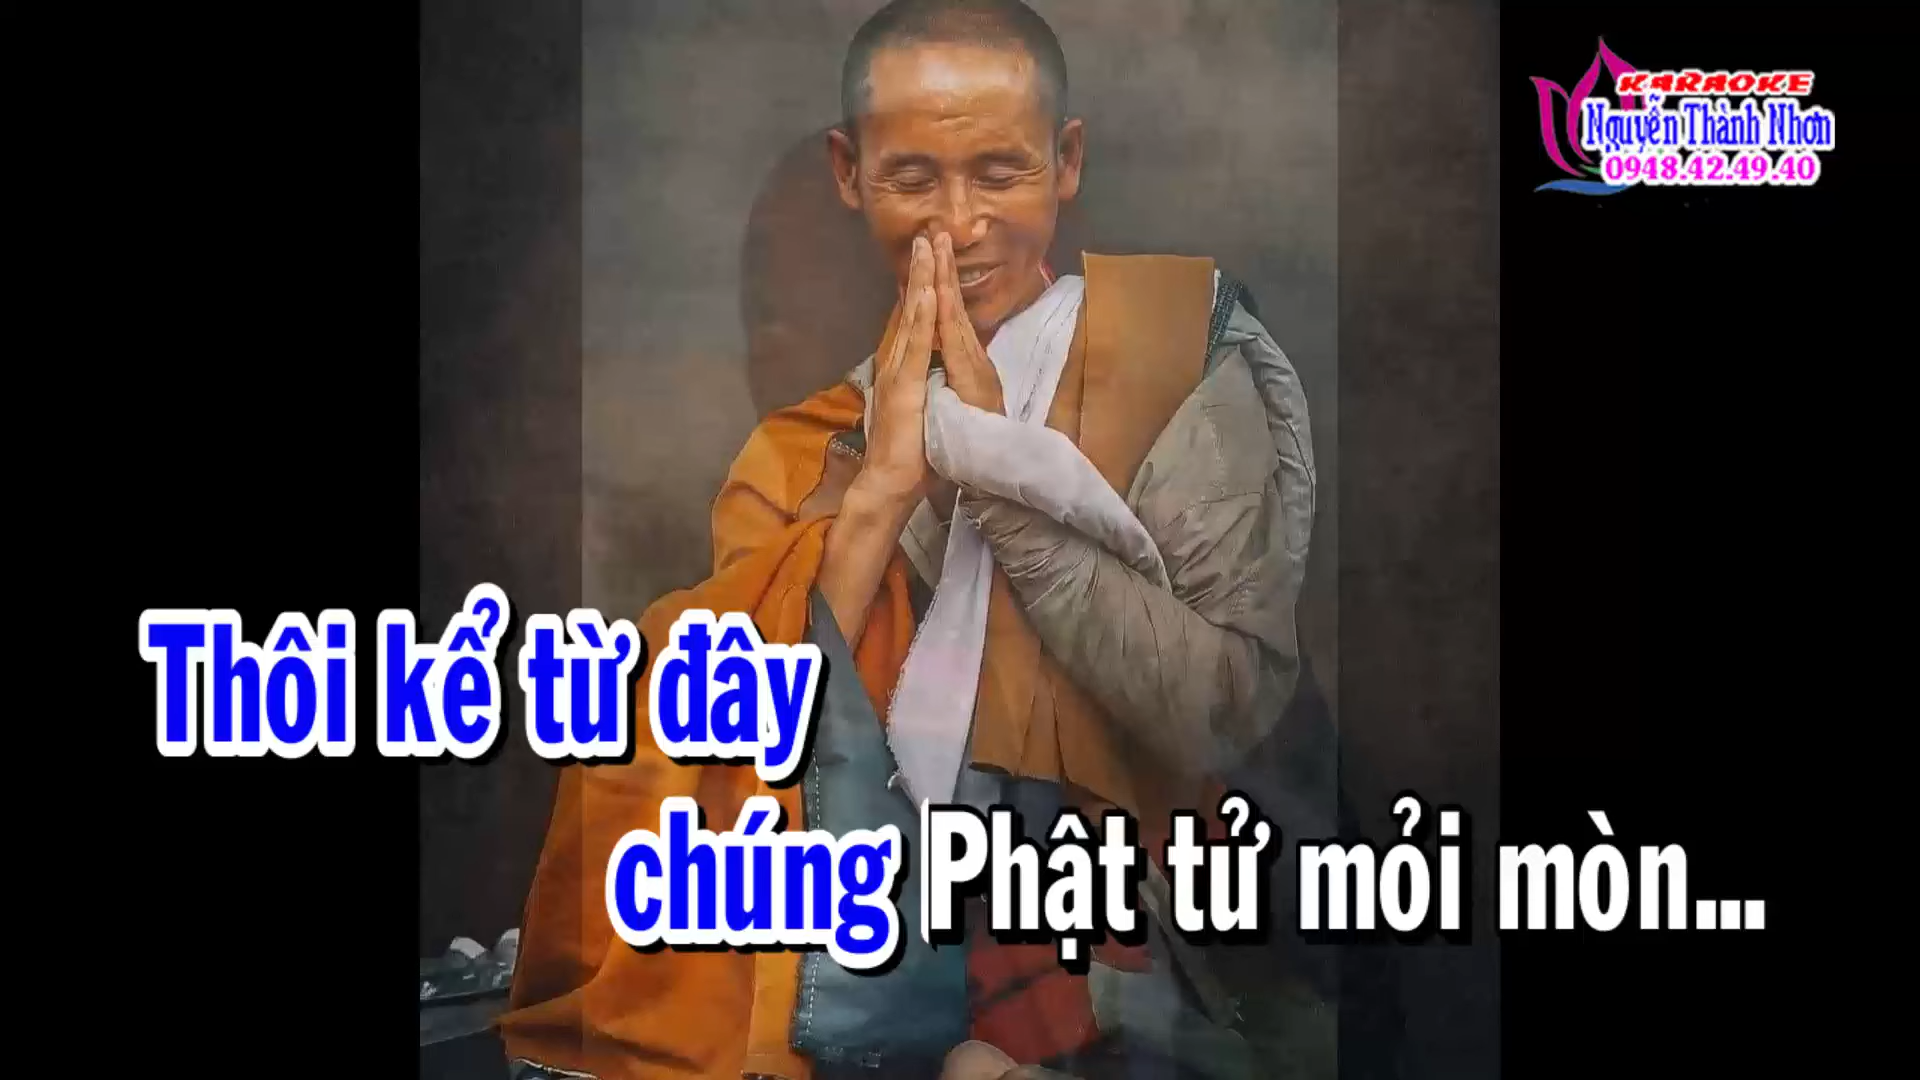 KARAOKE
Nguyễn Thành Nhơn
0948.42.49.40
Thôi kể từ đây
chúng Phật tử mỏi mòn...